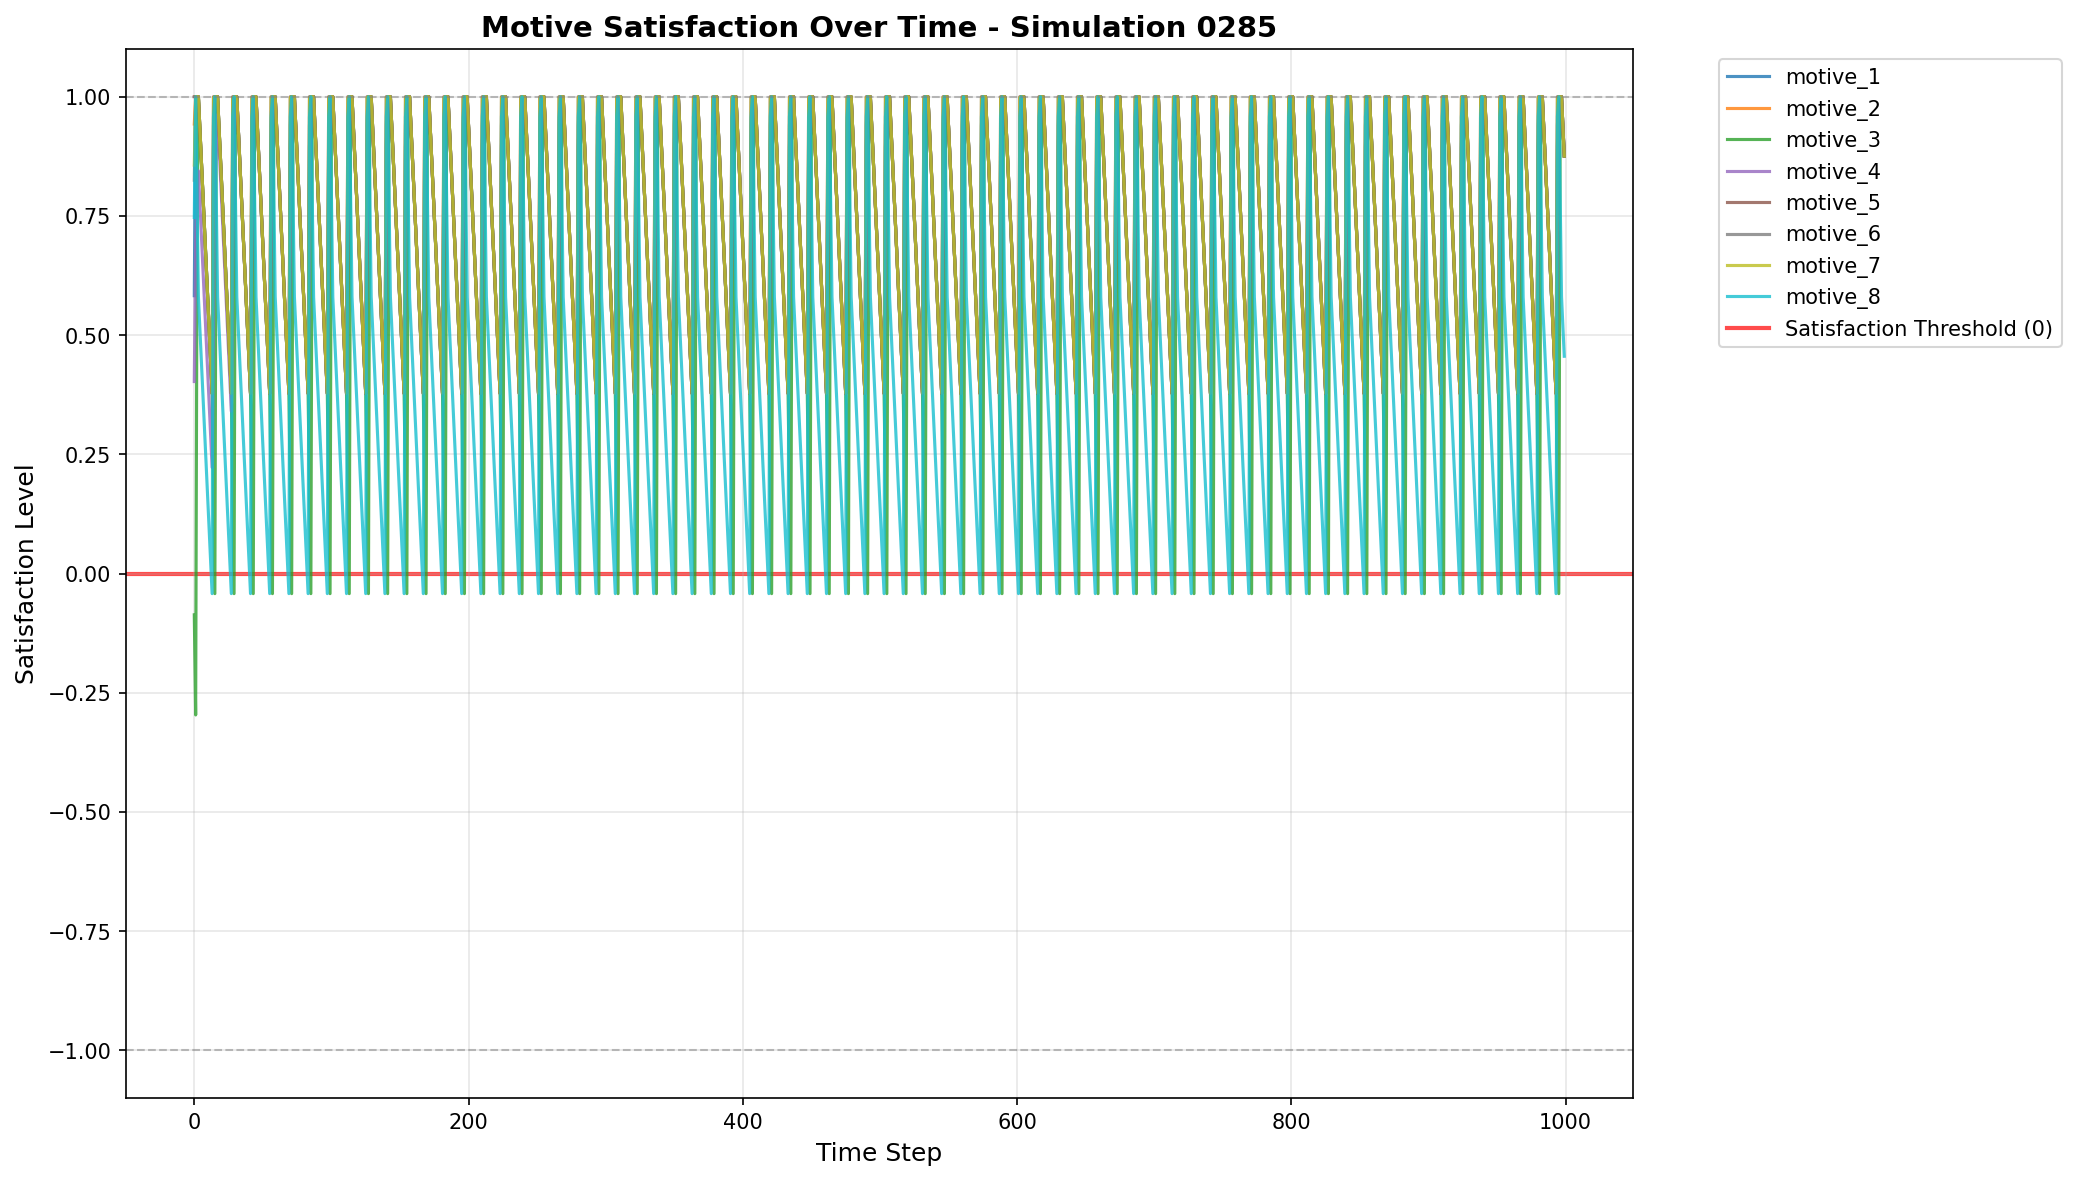 Motive Satisfaction Over Time - Simulation 0285
1.00
0.75
0.50
0.25
0.00
−0.25
−0.50
−0.75
−1.00
Satisfaction Level
0
200
400
600
800
1000
Time Step
motive_1
motive_2
motive_3
motive_4
motive_5
motive_6
motive_7
motive_8
Satisfaction Threshold (0)